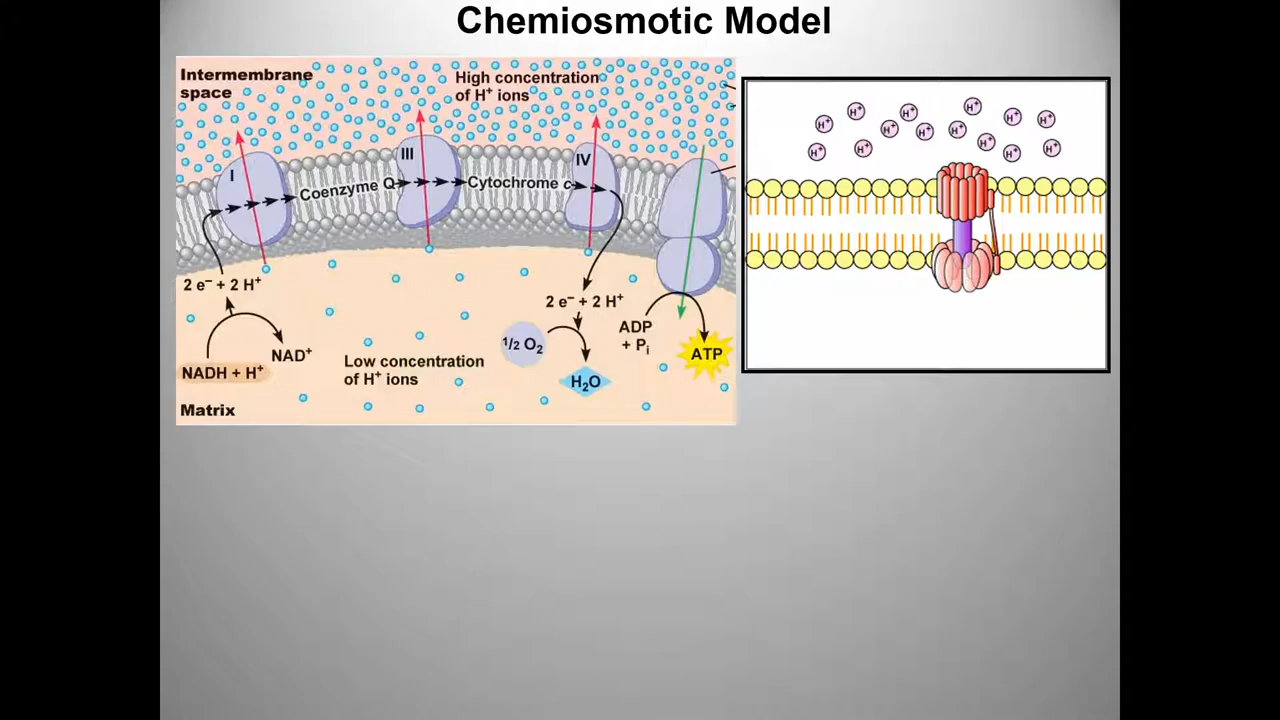 Chemiosmotic Model
Intermembrane
space
High concentration
of H⁺ ions
I
III
IV
Coenzyme Q
Cytochrome c
2 e⁻ + 2 H⁺
NADH + H⁺
NAD⁺
Low concentration
of H⁺ ions
2 e⁻ + 2 H⁺
1/2 O₂
H₂O
ADP
+ Pᵢ
ATP
Matrix
H⁺
H⁺
H⁺
H⁺
H⁺
H⁺
H⁺
H⁺
H⁺
H⁺
H⁺
H⁺
H⁺
H⁺